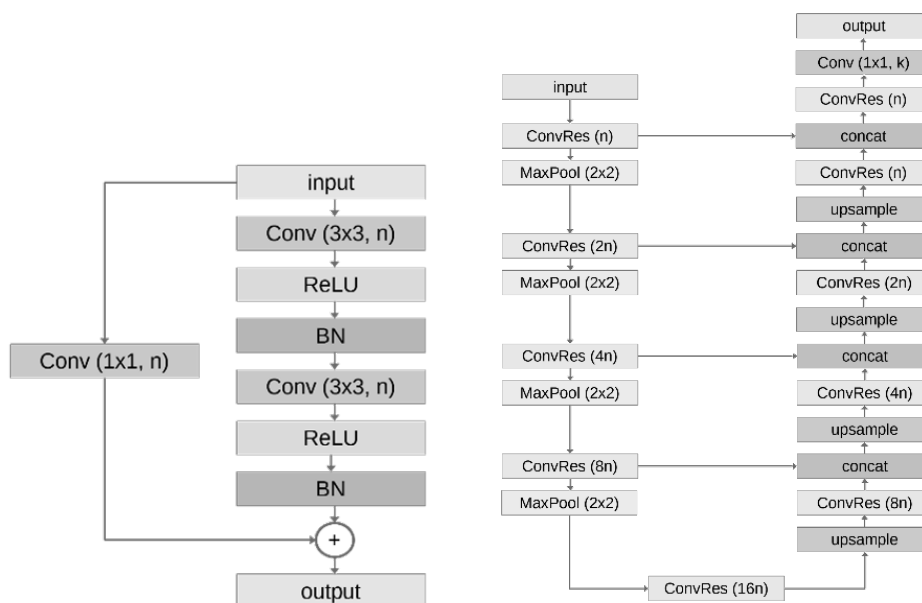 input
Conv (3x3, n)
ReLU
BN
Conv (1x1, n)
Conv (3x3, n)
ReLU
BN
+
output
input
ConvRes (n)
MaxPool (2x2)
ConvRes (2n)
MaxPool (2x2)
ConvRes (4n)
MaxPool (2x2)
ConvRes (8n)
MaxPool (2x2)
ConvRes (16n)
output
Conv (1x1, k)
ConvRes (n)
concat
ConvRes (n)
upsample
concat
ConvRes (2n)
upsample
concat
ConvRes (4n)
upsample
concat
ConvRes (8n)
upsample